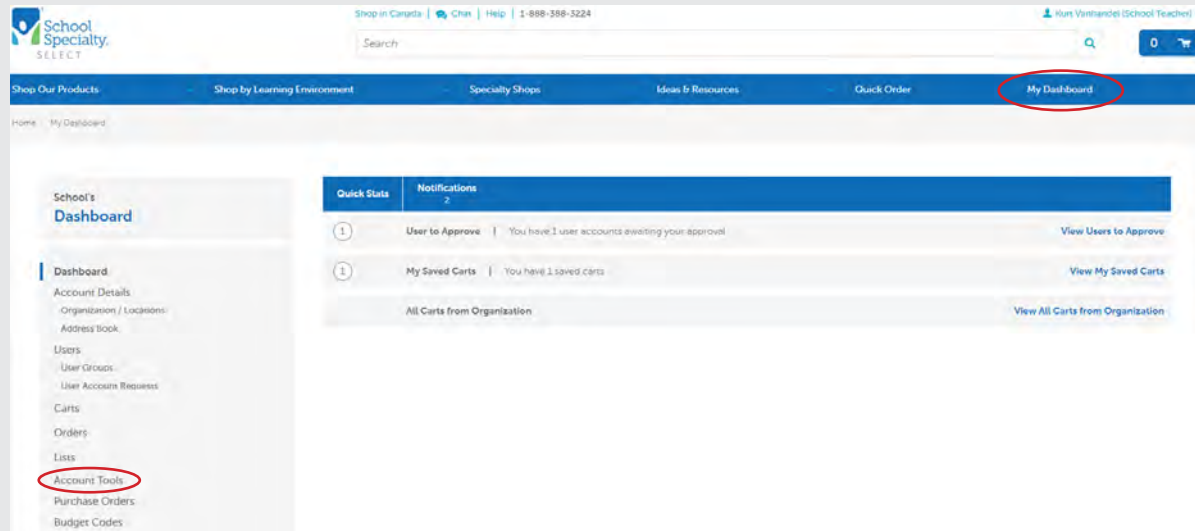 School
Specialty.
SELECT
Shop in Canada | Chat | Help | 1-888-388-3224
Kurt Vanhandel (School Teacher)
Search
0
Shop Our Products
Shop by Learning Environment
Specialty Shops
Ideas & Resources
Quick Order
My Dashboard
Home My Dashboard
School's
Dashboard
Dashboard
Account Details
Organization / Locations
Address Book
Users
User Groups
User Account Requests
Carts
Orders
Lists
Account Tools
Purchase Orders
Budget Codes
Quick Stats
Notifications
2
1 User to Approve | You have 1 user accounts awaiting your approval View Users to Approve
1 My Saved Carts | You have 1 saved carts View My Saved Carts
All Carts from Organization View All Carts from Organization